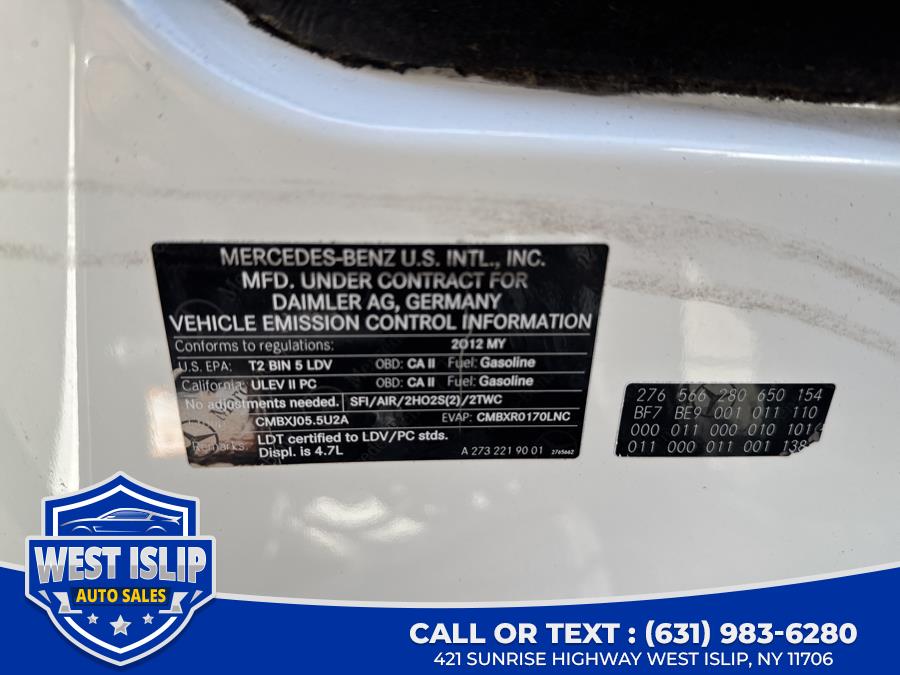 MERCEDES-BENZ U.S. INTL., INC.
MFD. UNDER CONTRACT FOR
DAIMLER AG, GERMANY
VEHICLE EMISSION CONTROL INFORMATION
Conforms to regulations: 2012 MY
U.S. EPA: T2 BIN 5 LDV OBD: CA II Fuel: Gasoline
California: ULEV II PC OBD: CA II Fuel: Gasoline
No adjustments needed. SFI/AIR/2HO2S(2)/2TWC
CMBXJ05.5U2A EVAP: CMBXR0170LNC
Remarks: LDT certified to LDV/PC stds.
Displ. is 4.7L A 273 221 90 01 2765662
276 566 280 650 154
BF7 BE9 001 011 110
000 011 000 010 101
011 000 011 001 138
WEST ISLIP
AUTO SALES
CALL OR TEXT : (631) 983-6280
421 SUNRISE HIGHWAY WEST ISLIP, NY 11706